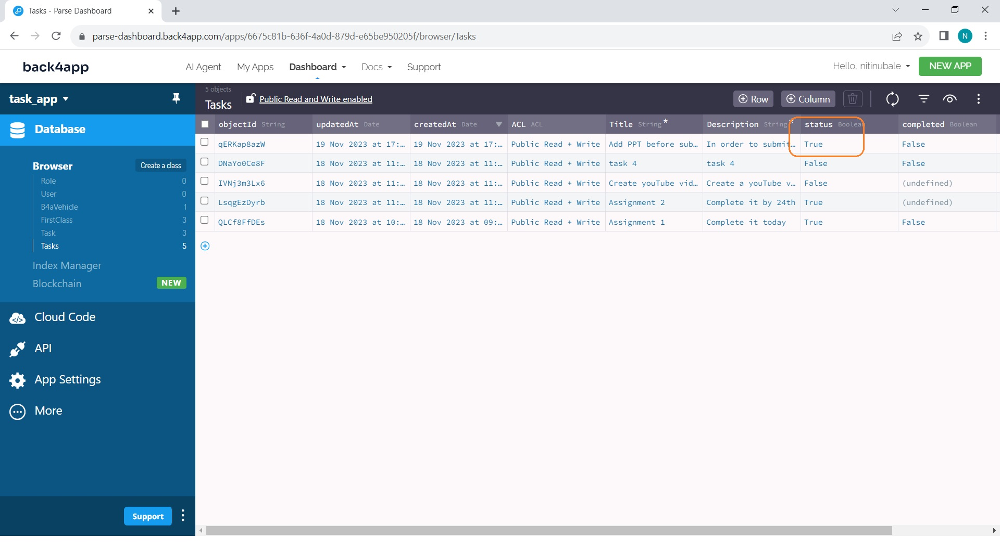 Tasks - Parse Dashboard
parse-dashboard.back4app.com/apps/6675c81b-636f-4a0d-879d-e65be950205f/browser/Tasks
N
back4app AI Agent My Apps Dashboard Docs Support Hello, nitinubale NEW APP
task_app
5 objects
Tasks Public Read and Write enabled Row Column
Database
Browser Create a class
Role 0
User 0
B4aVehicle 1
FirstClass 3
Task 3
Tasks 5
Index Manager
Blockchain NEW
Cloud Code
API
App Settings
More
Support
objectId String updatedAt Date createdAt Date ACL ACL Title String* Description String* status Boolean completed Boolean
qERKap8azW 19 Nov 2023 at 17:… 19 Nov 2023 at 17:… Public Read + Write Add PPT before sub… In order to submit… True False
DNaYo0Ce8F 18 Nov 2023 at 11:… 18 Nov 2023 at 11:… Public Read + Write task 4 task 4 False False
IVNj3m3Lx6 18 Nov 2023 at 11:… 18 Nov 2023 at 11:… Public Read + Write Create youTube vid… Create a youTube v… False (undefined)
LsqgEzDyrb 18 Nov 2023 at 11:… 18 Nov 2023 at 11:… Public Read + Write Assignment 2 Complete it by 24th True (undefined)
QLCf8FfDEs 18 Nov 2023 at 10:… 18 Nov 2023 at 09:… Public Read + Write Assignment 1 Complete it today True False